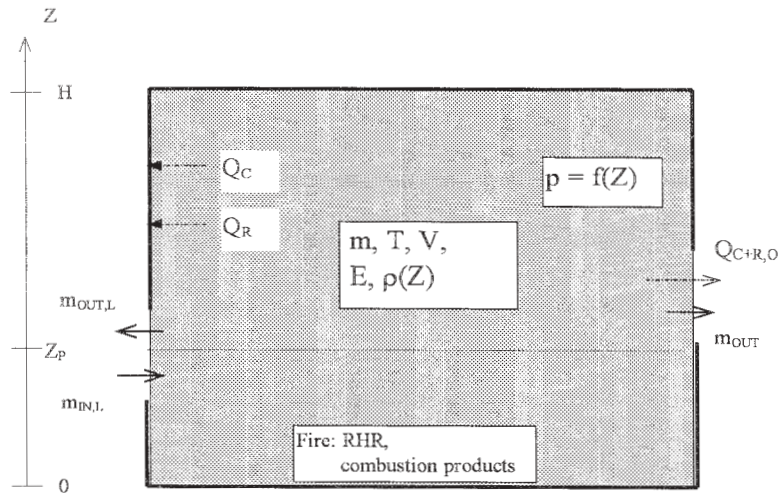 Z
H
Q_C
p = f(Z)
Q_R
m, T, V,
E, ρ(Z)
Q_C+R,O
m_OUT,L
m_OUT
Z_P
m_IN,L
Fire: RHR,
combustion products
0